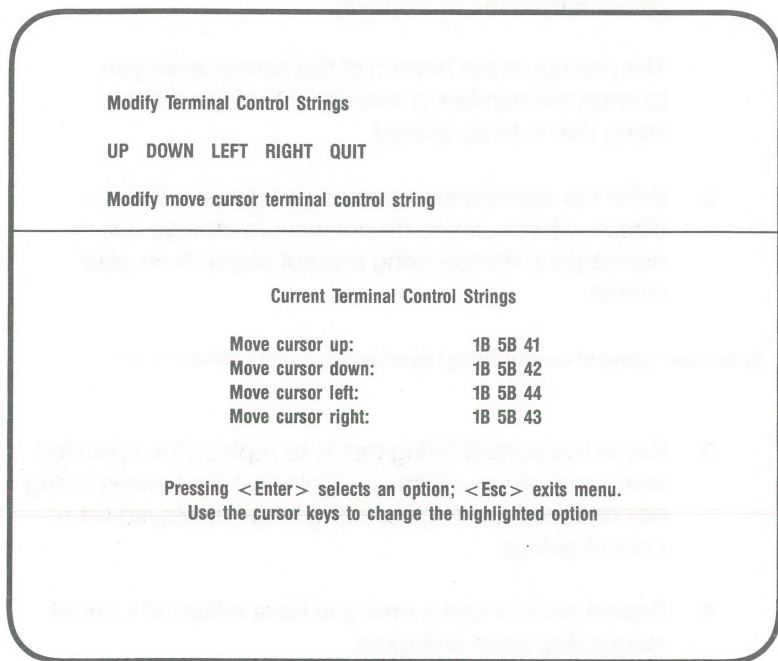 Modify Terminal Control Strings
UP DOWN LEFT RIGHT QUIT
Modify move cursor terminal control string
Current Terminal Control Strings
Move cursor up: 1B 5B 41
Move cursor down: 1B 5B 42
Move cursor left: 1B 5B 44
Move cursor right: 1B 5B 43
Pressing <Enter> selects an option; <Esc> exits menu.
Use the cursor keys to change the highlighted option